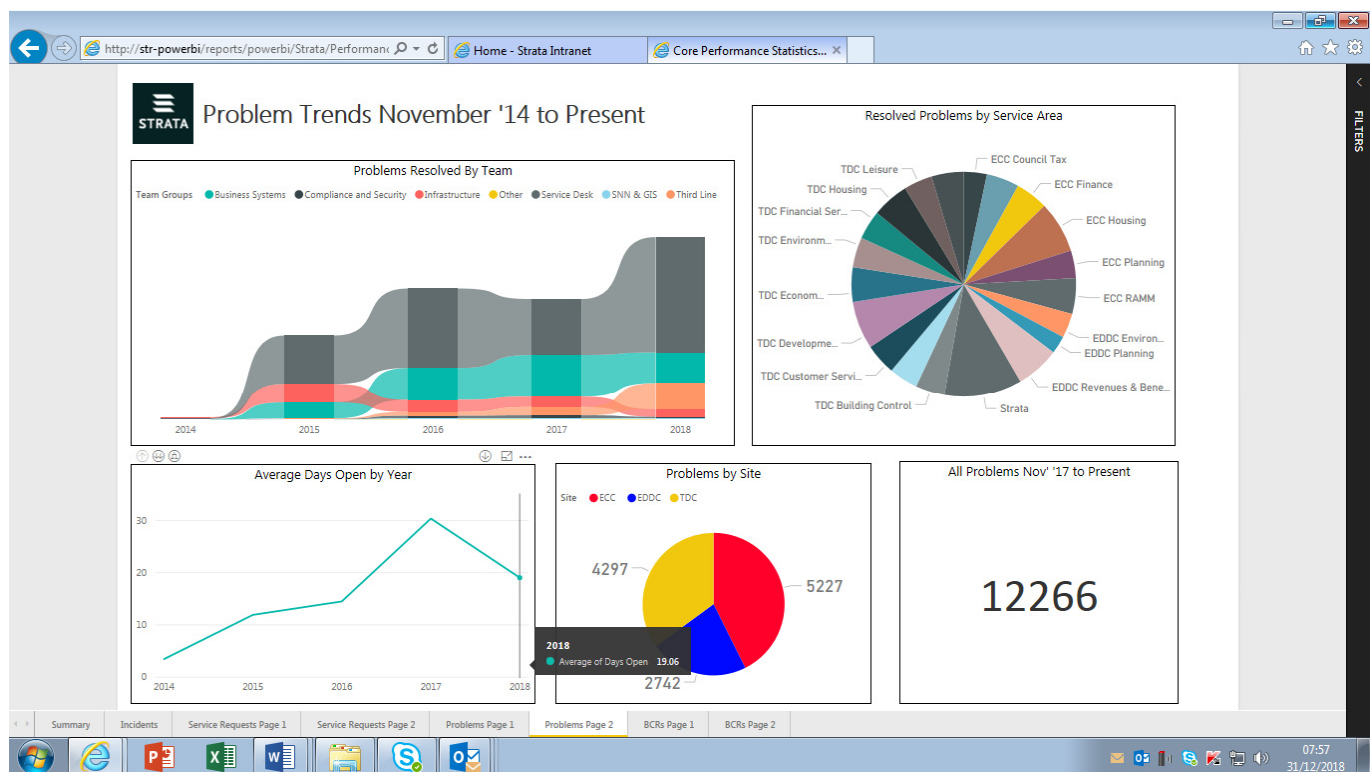 http://str-powerbi/reports/powerbi/Strata/Performanc
Home - Strata Intranet
Core Performance Statistics...
FILTERS
STRATA
Problem Trends November '14 to Present
Problems Resolved By Team
Team Groups Business Systems Compliance and Security Infrastructure Other Service Desk SNN & GIS Third Line
2014 2015 2016 2017 2018
Resolved Problems by Service Area
ECC Council Tax
ECC Finance
ECC Housing
ECC Planning
ECC RAMM
EDDC Environ...
EDDC Planning
EDDC Revenues & Bene...
Strata
TDC Building Control
TDC Customer Servi...
TDC Developme...
TDC Econom...
TDC Environm...
TDC Financial Ser...
TDC Housing
TDC Leisure
Average Days Open by Year
30
20
10
0
2014 2015 2016 2017 2018
2018
Average of Days Open 19.06
Problems by Site
Site ECC EDDC TDC
4297
5227
2742
All Problems Nov' '17 to Present
12266
Summary Incidents Service Requests Page 1 Service Requests Page 2 Problems Page 1 Problems Page 2 BCRs Page 1 BCRs Page 2
07:57
31/12/2018